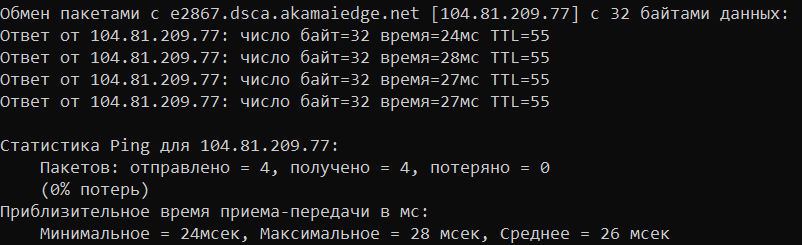 Обмен пакетами с e2867.dsca.akamaiedge.net [104.81.209.77] с 32 байтами данных:
Ответ от 104.81.209.77: число байт=32 время=24мс TTL=55
Ответ от 104.81.209.77: число байт=32 время=28мс TTL=55
Ответ от 104.81.209.77: число байт=32 время=27мс TTL=55
Ответ от 104.81.209.77: число байт=32 время=27мс TTL=55
Статистика Ping для 104.81.209.77:
Пакетов: отправлено = 4, получено = 4, потеряно = 0
(0% потерь)
Приблизительное время приема-передачи в мс:
Минимальное = 24мсек, Максимальное = 28 мсек, Среднее = 26 мсек